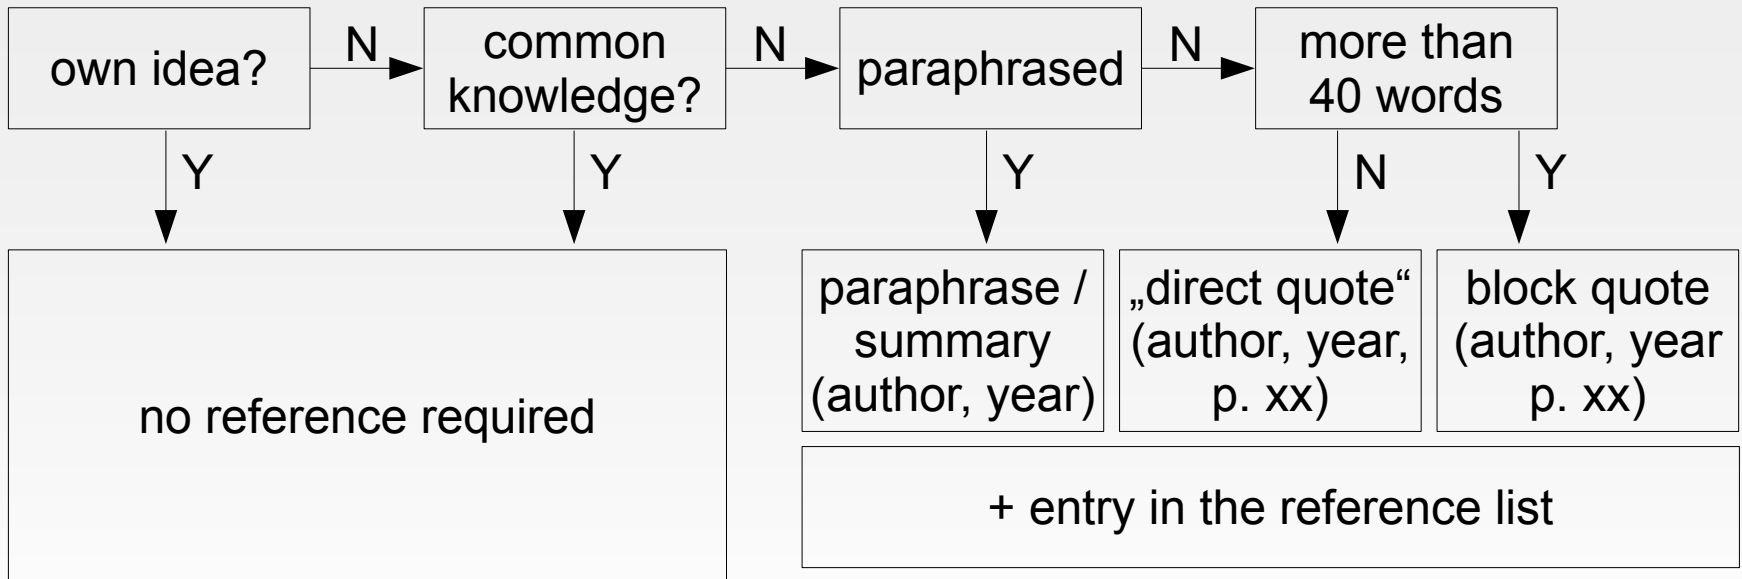 own idea?
N
common
knowledge?
N
paraphrased
N
more than
40 words
Y
Y
Y
N
Y
no reference required
paraphrase /
summary
(author, year)
„direct quote“
(author, year,
p. xx)
block quote
(author, year
p. xx)
+ entry in the reference list